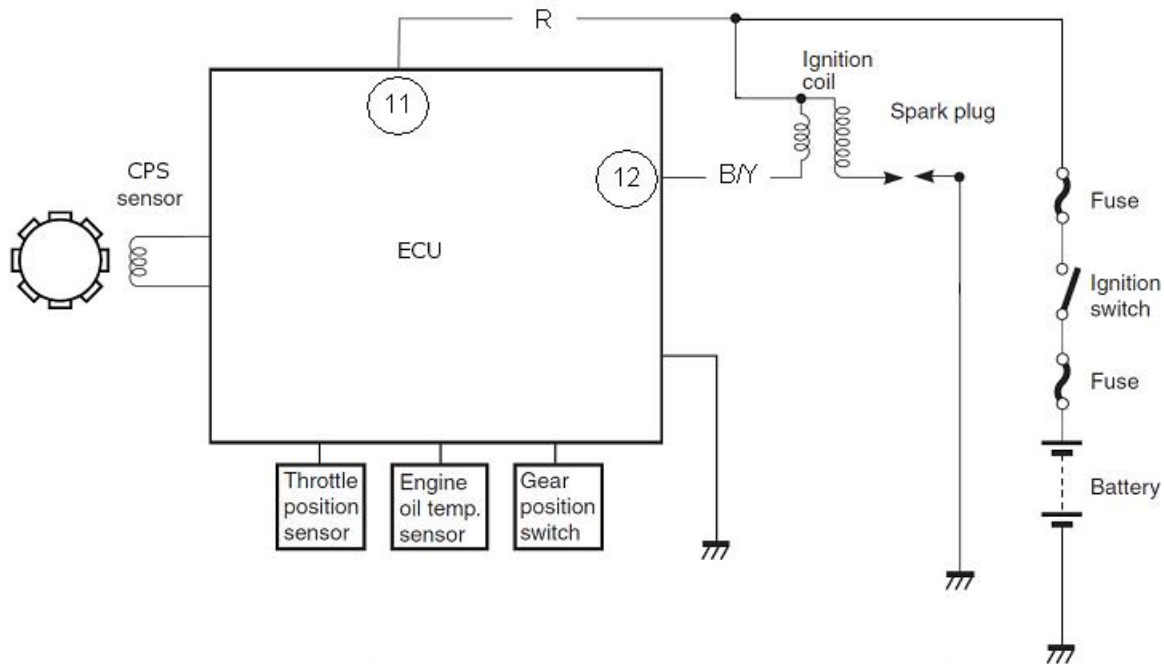 R
Ignition
coil
11
Spark plug
CPS
sensor
12
B/Y
Fuse
ECU
Ignition
switch
Fuse
Throttle
position
sensor
Engine
oil temp.
sensor
Gear
position
switch
Battery